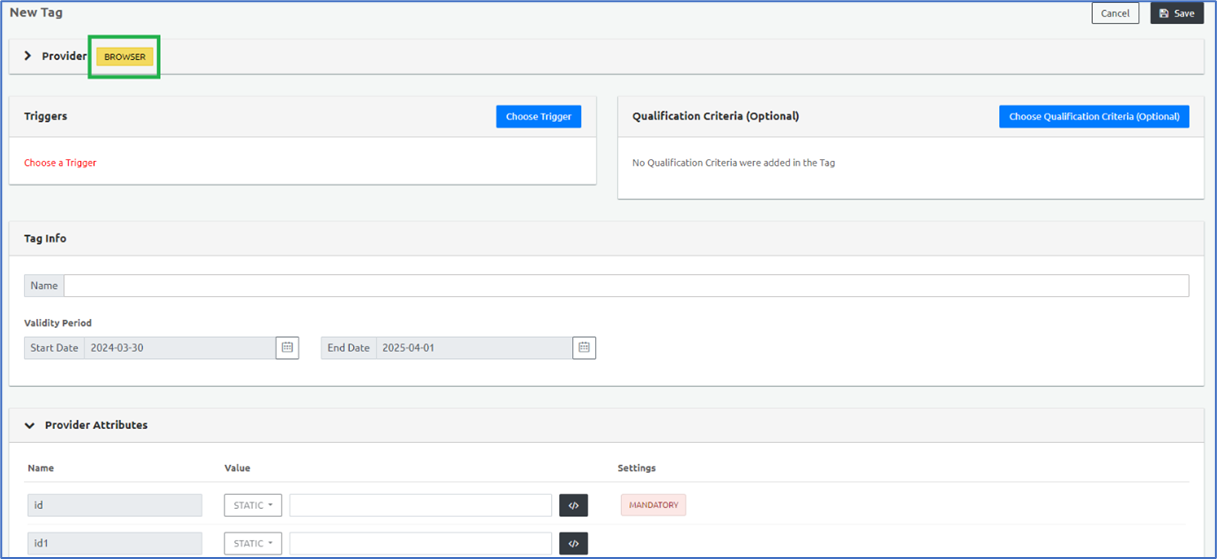 New Tag
Cancel
Save
Provider BROWSER
Triggers
Choose Trigger
Choose a Trigger
Qualification Criteria (Optional)
Choose Qualification Criteria (Optional)
No Qualification Criteria were added in the Tag
Tag Info
Name
Validity Period
Start Date 2024-03-30
End Date 2025-04-01
Provider Attributes
Name Value Settings
id STATIC </> MANDATORY
id1 STATIC </>